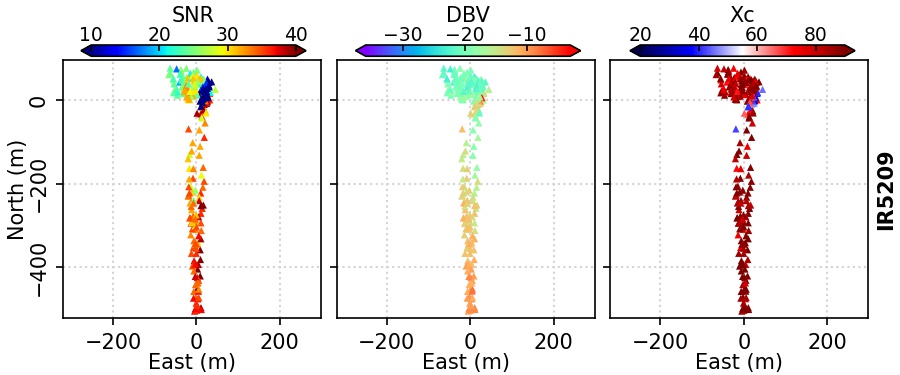 SNR DBV Xc
10 20 30 40 −30 −20 −10 20 40 60 80
North (m)
0
−200
−400
IR5209
−200 0 200 −200 0 200 −200 0 200
East (m) East (m) East (m)